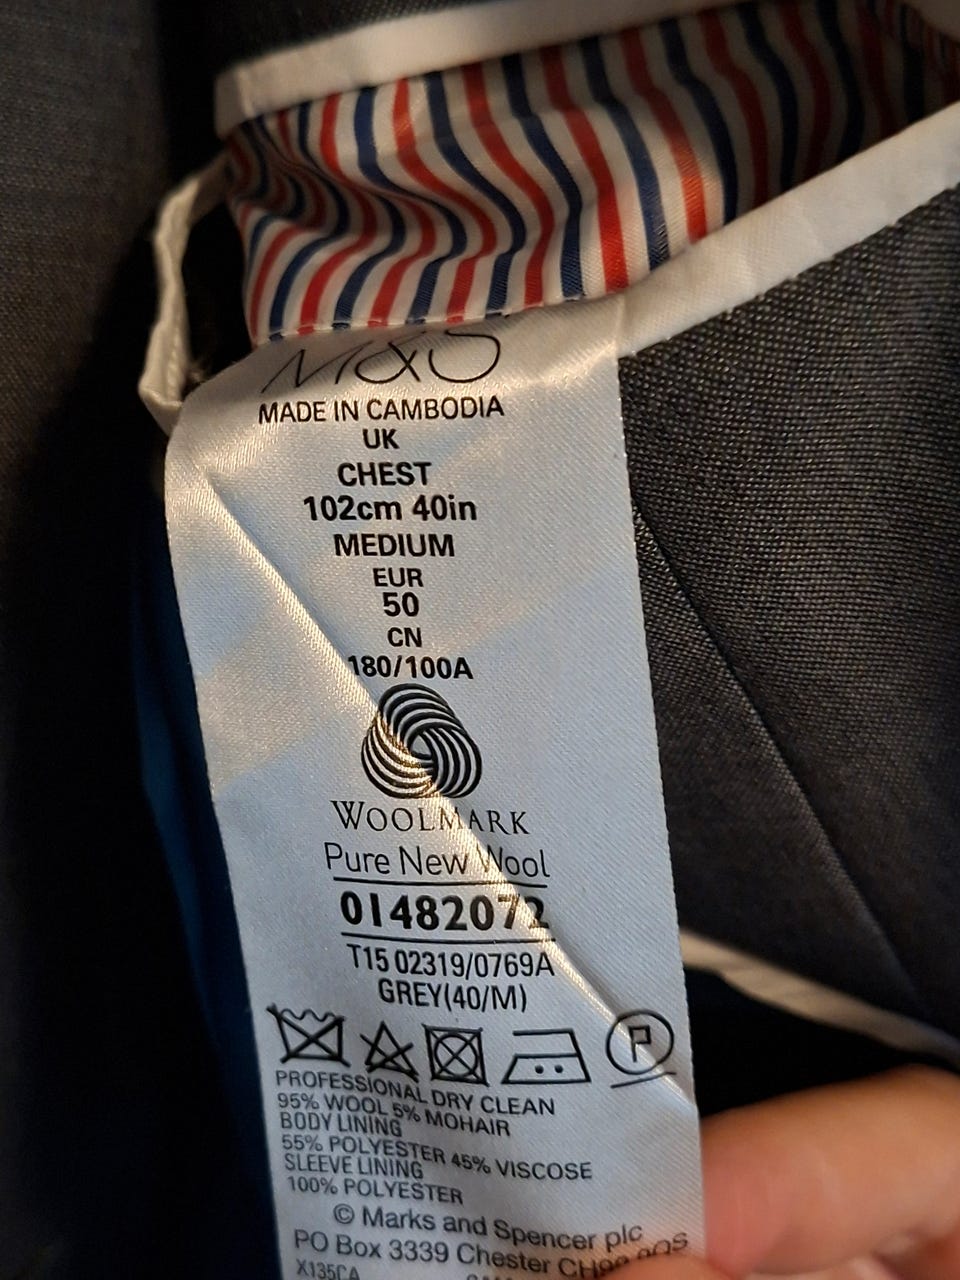 M&S
MADE IN CAMBODIA
UK
CHEST
102cm 40in
MEDIUM
EUR
50
CN
180/100A
WOOLMARK
Pure New Wool
01482072
T15 02319/0769A
GREY(40/M)
P
PROFESSIONAL DRY CLEAN
95% WOOL 5% MOHAIR
BODY LINING
55% POLYESTER 45% VISCOSE
SLEEVE LINING
100% POLYESTER
© Marks and Spencer plc
PO Box 3339 Chester
X135CA